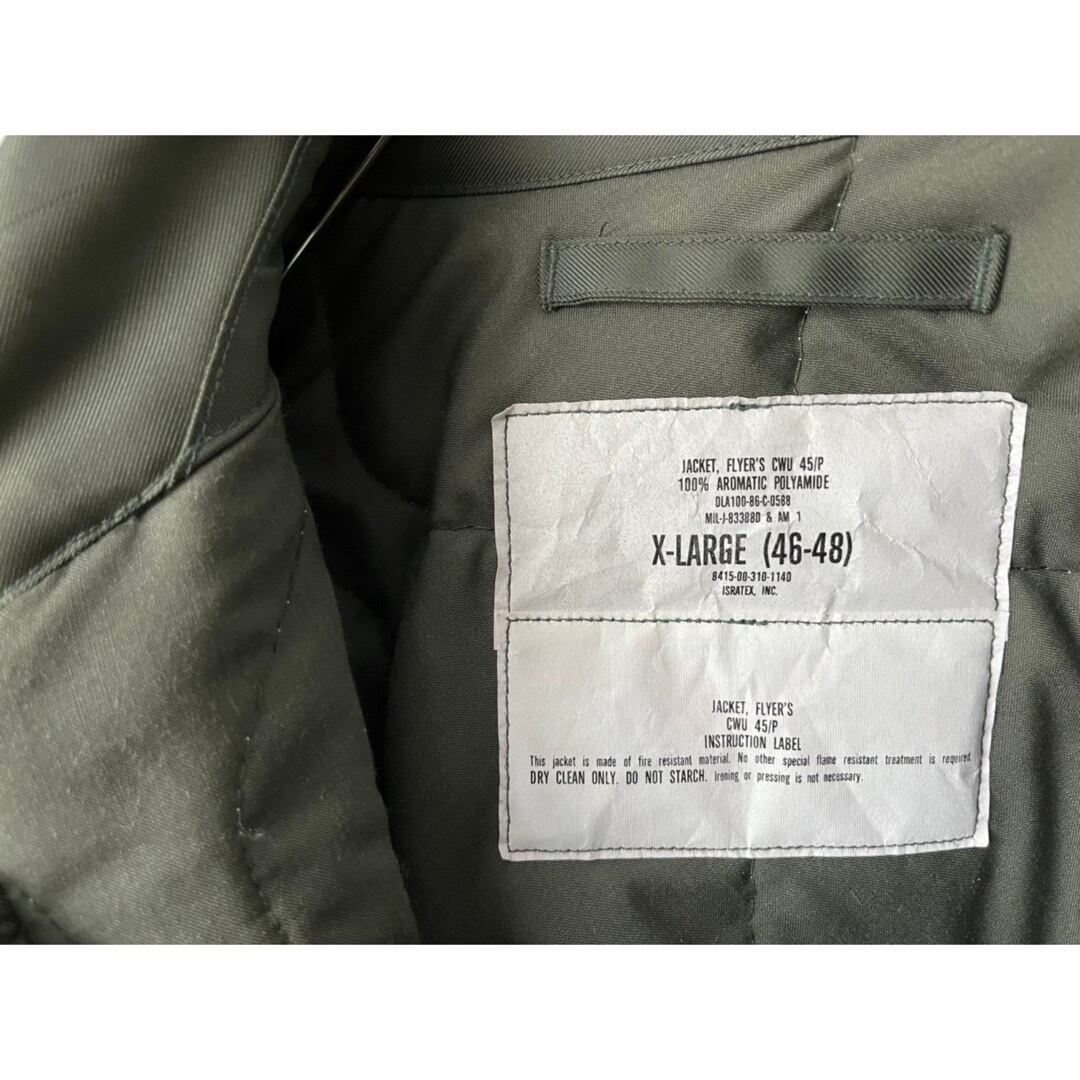 JACKET, FLYER'S CWU 45/P
100% AROMATIC POLYAMIDE
DLA100-86-C-0588
MIL-J-83388D & AM 1
X-LARGE (46-48)
8415-00-310-1140
ISRATEX, INC.
JACKET, FLYER'S
CWU 45/P
INSTRUCTION LABEL
This jacket is made of fire resistant material. No other special flame resistant treatment is required.
DRY CLEAN ONLY. DO NOT STARCH. Ironing or pressing is not necessary.